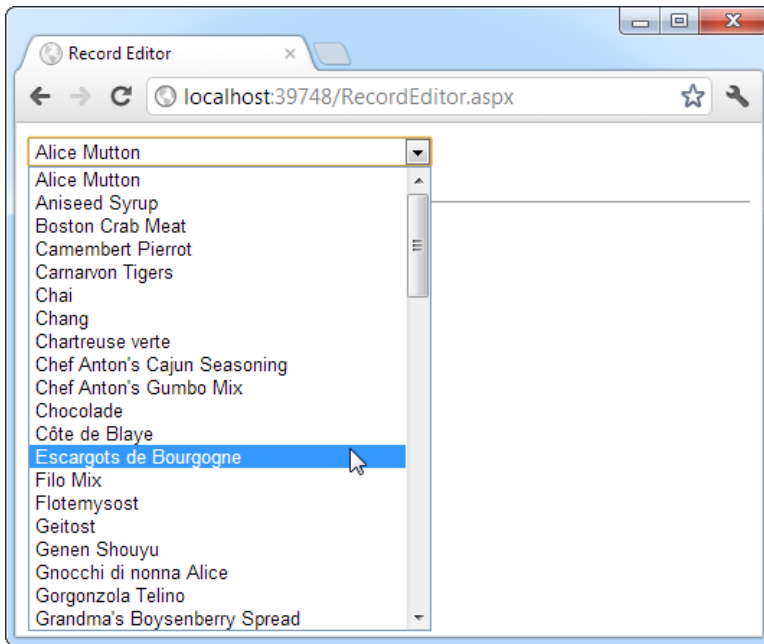 Record Editor
localhost:39748/RecordEditor.aspx
Alice Mutton
Alice Mutton
Aniseed Syrup
Boston Crab Meat
Camembert Pierrot
Carnarvon Tigers
Chai
Chang
Chartreuse verte
Chef Anton's Cajun Seasoning
Chef Anton's Gumbo Mix
Chocolade
Côte de Blaye
Escargots de Bourgogne
Filo Mix
Flotemysost
Geitost
Genen Shouyu
Gnocchi di nonna Alice
Gorgonzola Telino
Grandma's Boysenberry Spread